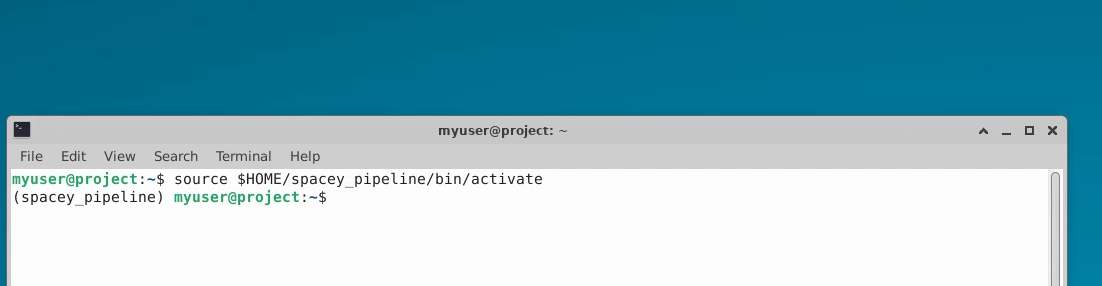 myuser@project: ~
File Edit View Search Terminal Help
myuser@project:~$ source $HOME/spacey_pipeline/bin/activate
(spacey_pipeline) myuser@project:~$